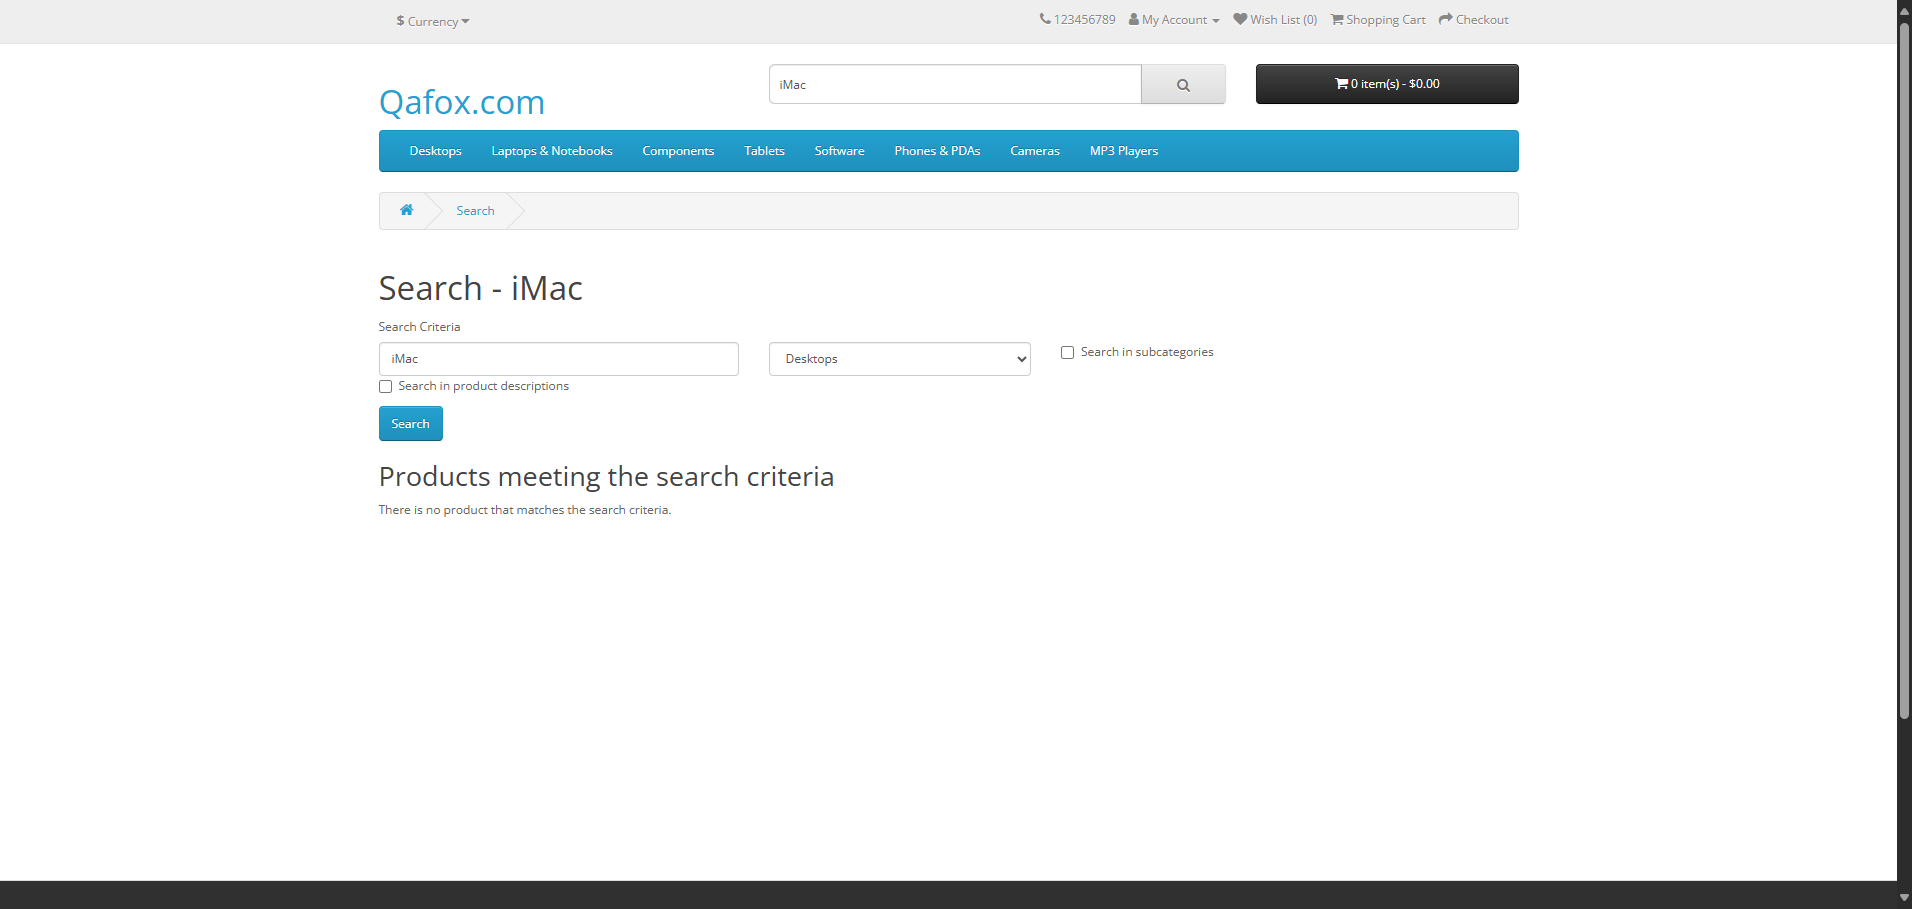 $ Currency
123456789 My Account Wish List (0) Shopping Cart Checkout
Qafox.com
iMac
0 item(s) - $0.00
Desktops Laptops & Notebooks Components Tablets Software Phones & PDAs Cameras MP3 Players
Search
Search - iMac
Search Criteria
iMac
Desktops
Search in subcategories
Search in product descriptions
Search
Products meeting the search criteria
There is no product that matches the search criteria.